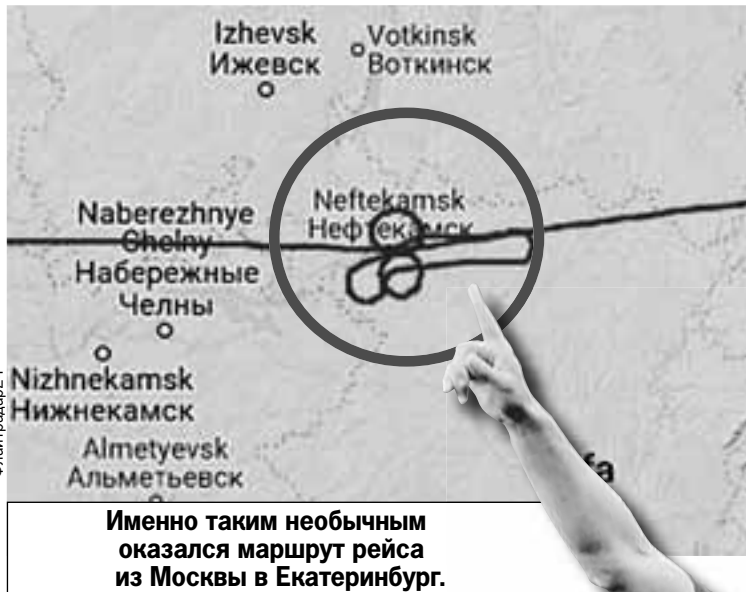 Izhevsk
Ижевск
Votkinsk
Воткинск
Neftekamsk
Нефтекамск
Naberezhnye
Chelny
Набережные
Челны
Nizhnekamsk
Нижнекамск
Almetyevsk
Альметьевск
fa
Именно таким необычным
оказался маршрут рейса
из Москвы в Екатеринбург.